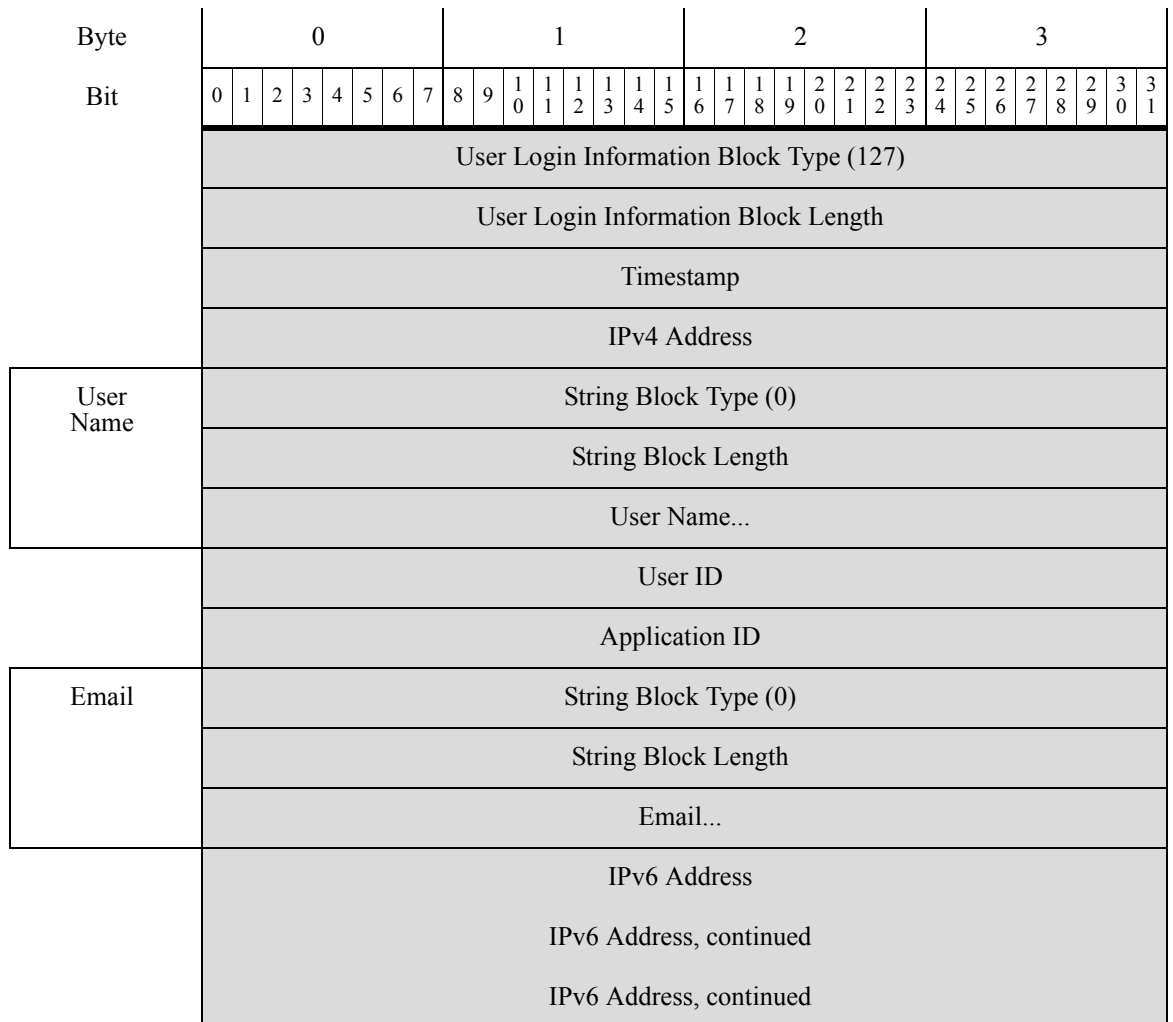 Byte 0 1 2 3
Bit 0 1 2 3 4 5 6 7 8 9 10 11 12 13 14 15 16 17 18 19 20 21 22 23 24 25 26 27 28 29 30 31
User Login Information Block Type (127)
User Login Information Block Length
Timestamp
IPv4 Address
User
Name
String Block Type (0)
String Block Length
User Name...
User ID
Application ID
Email
String Block Type (0)
String Block Length
Email...
IPv6 Address
IPv6 Address, continued
IPv6 Address, continued